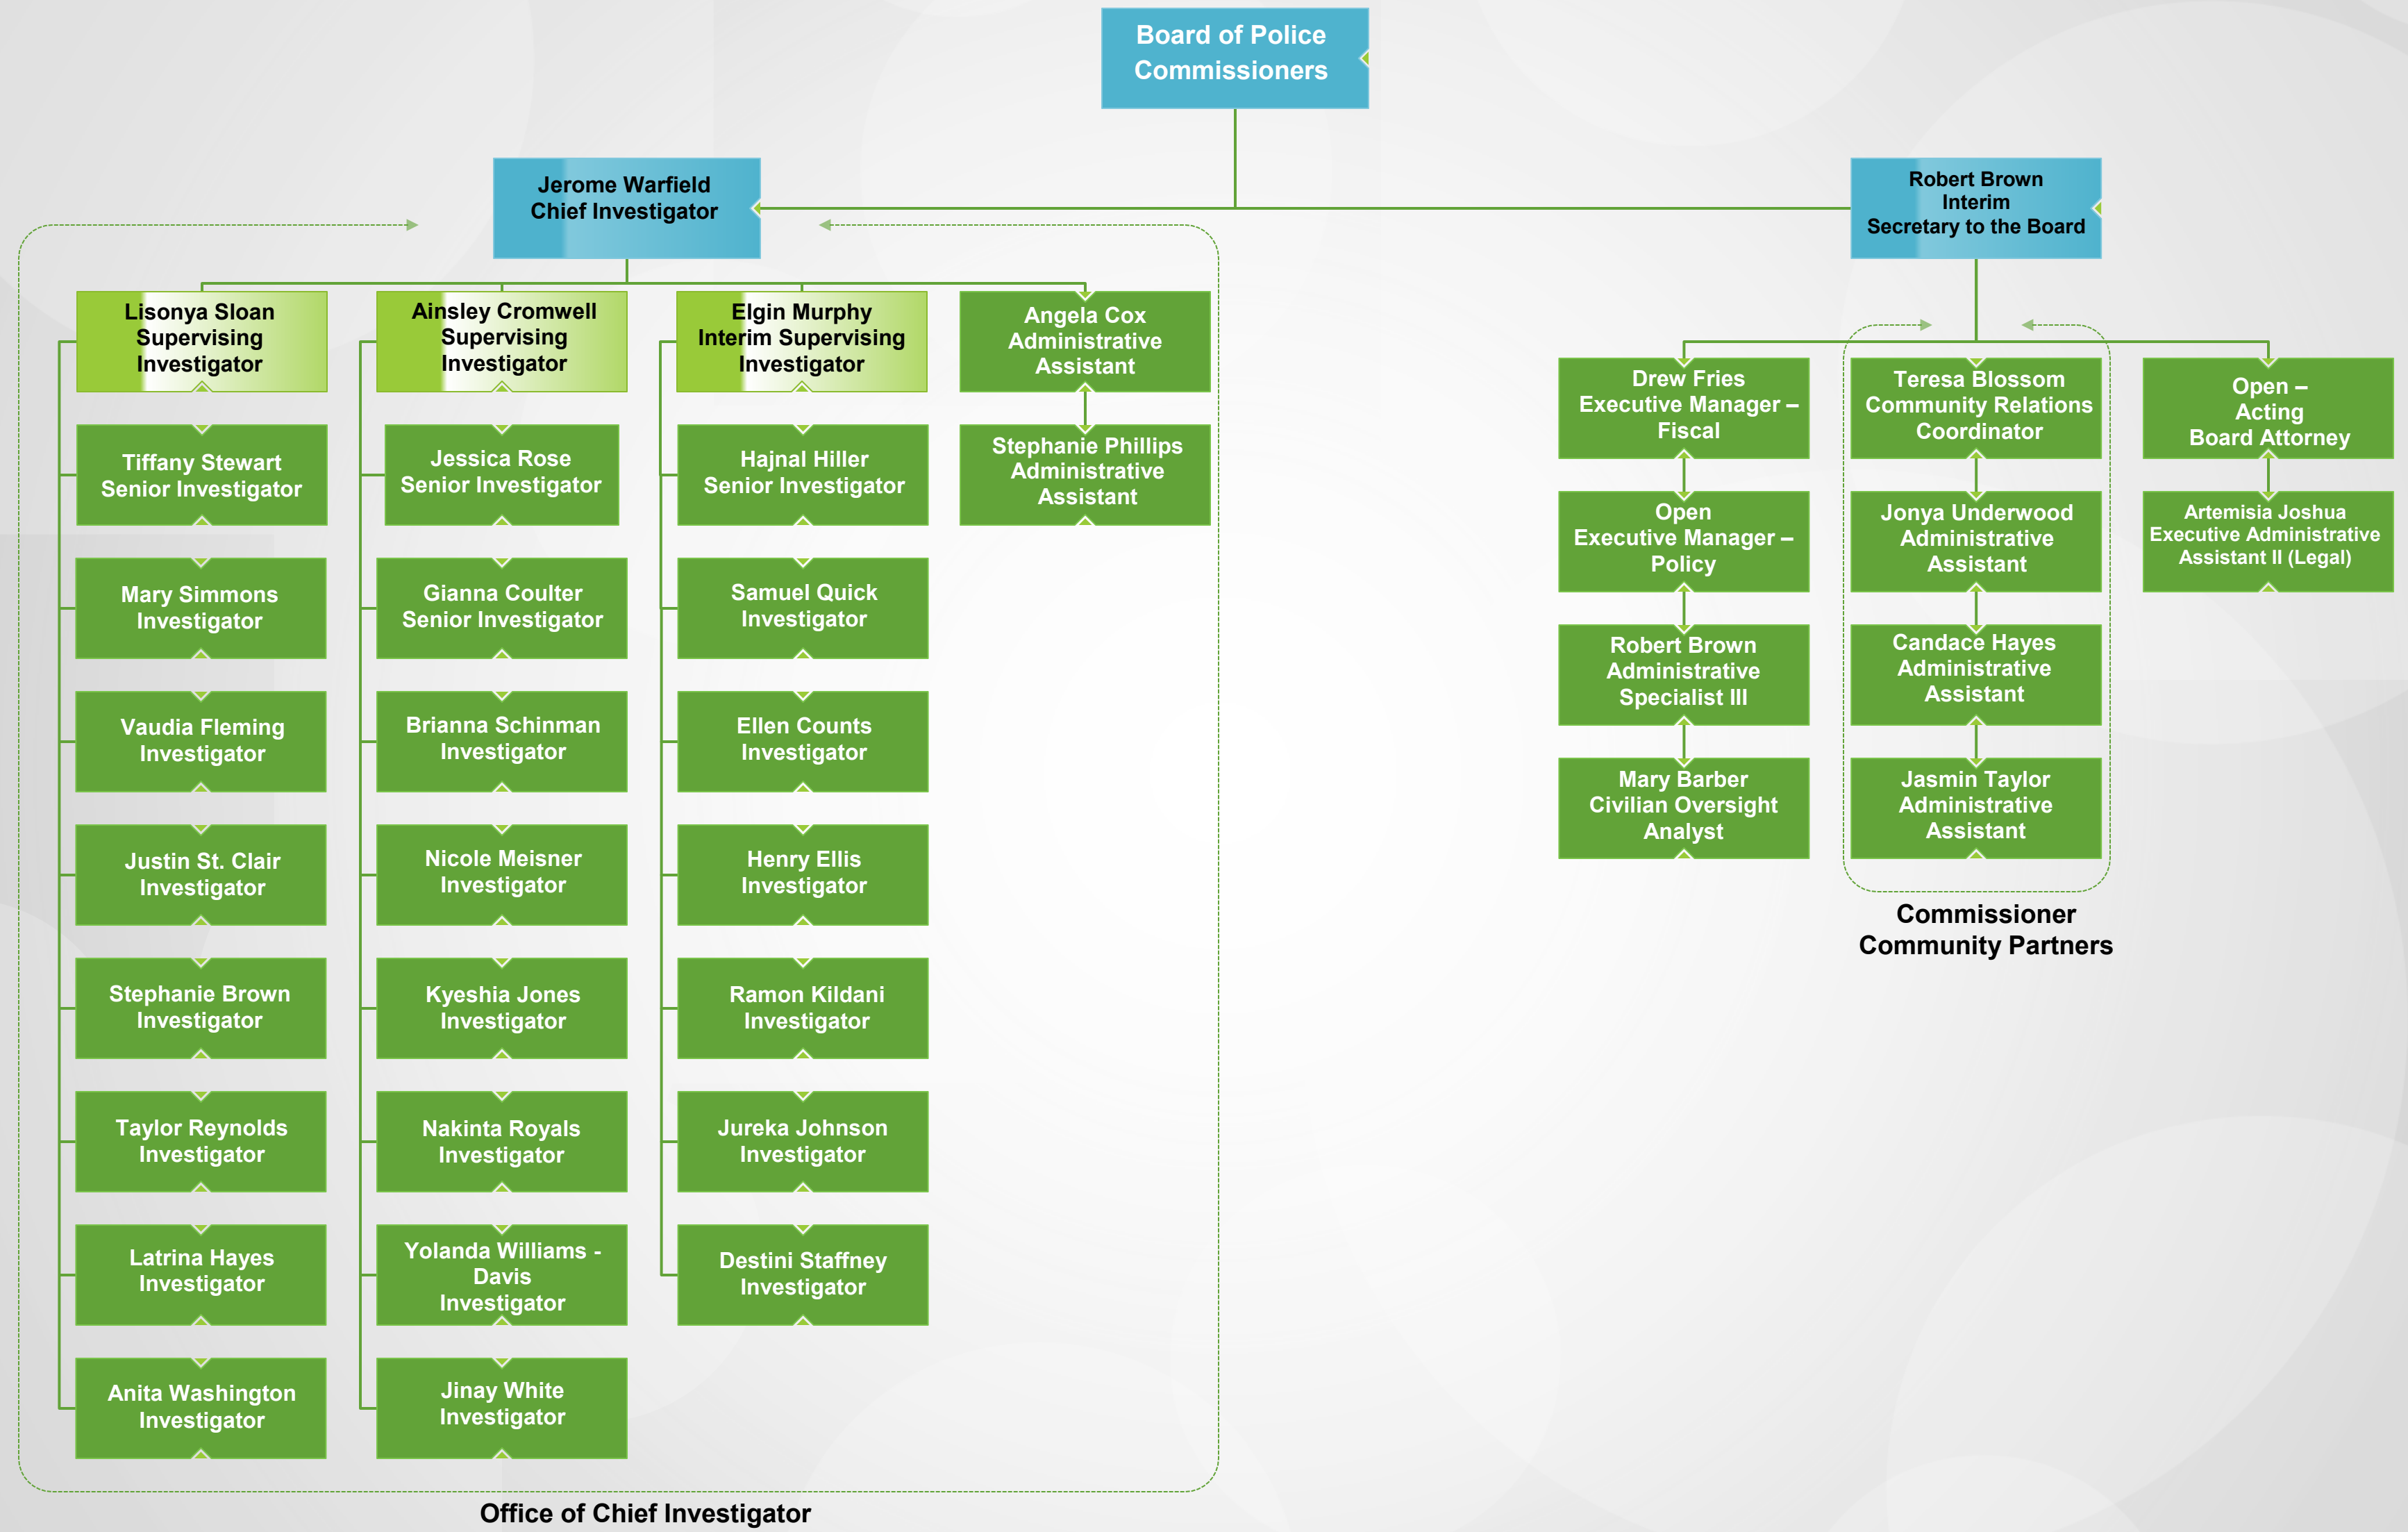 Board of Police
Commissioners
Jerome Warfield
Chief Investigator
Robert Brown
Interim
Secretary to the Board
Lisonya Sloan
Supervising
Investigator
Tiffany Stewart
Senior Investigator
Mary Simmons
Investigator
Vaudia Fleming
Investigator
Justin St. Clair
Investigator
Stephanie Brown
Investigator
Taylor Reynolds
Investigator
Latrina Hayes
Investigator
Anita Washington
Investigator
Ainsley Cromwell
Supervising
Investigator
Jessica Rose
Senior Investigator
Gianna Coulter
Senior Investigator
Brianna Schinman
Investigator
Nicole Meisner
Investigator
Kyeshia Jones
Investigator
Nakinta Royals
Investigator
Yolanda Williams -
Davis
Investigator
Jinay White
Investigator
Elgin Murphy
Interim Supervising
Investigator
Hajnal Hiller
Senior Investigator
Samuel Quick
Investigator
Ellen Counts
Investigator
Henry Ellis
Investigator
Ramon Kildani
Investigator
Jureka Johnson
Investigator
Destini Staffney
Investigator
Angela Cox
Administrative
Assistant
Stephanie Phillips
Administrative
Assistant
Office of Chief Investigator
Drew Fries
Executive Manager –
Fiscal
Open
Executive Manager –
Policy
Robert Brown
Administrative
Specialist III
Mary Barber
Civilian Oversight
Analyst
Teresa Blossom
Community Relations
Coordinator
Jonya Underwood
Administrative
Assistant
Candace Hayes
Administrative
Assistant
Jasmin Taylor
Administrative
Assistant
Commissioner
Community Partners
Open –
Acting
Board Attorney
Artemisia Joshua
Executive Administrative
Assistant II (Legal)